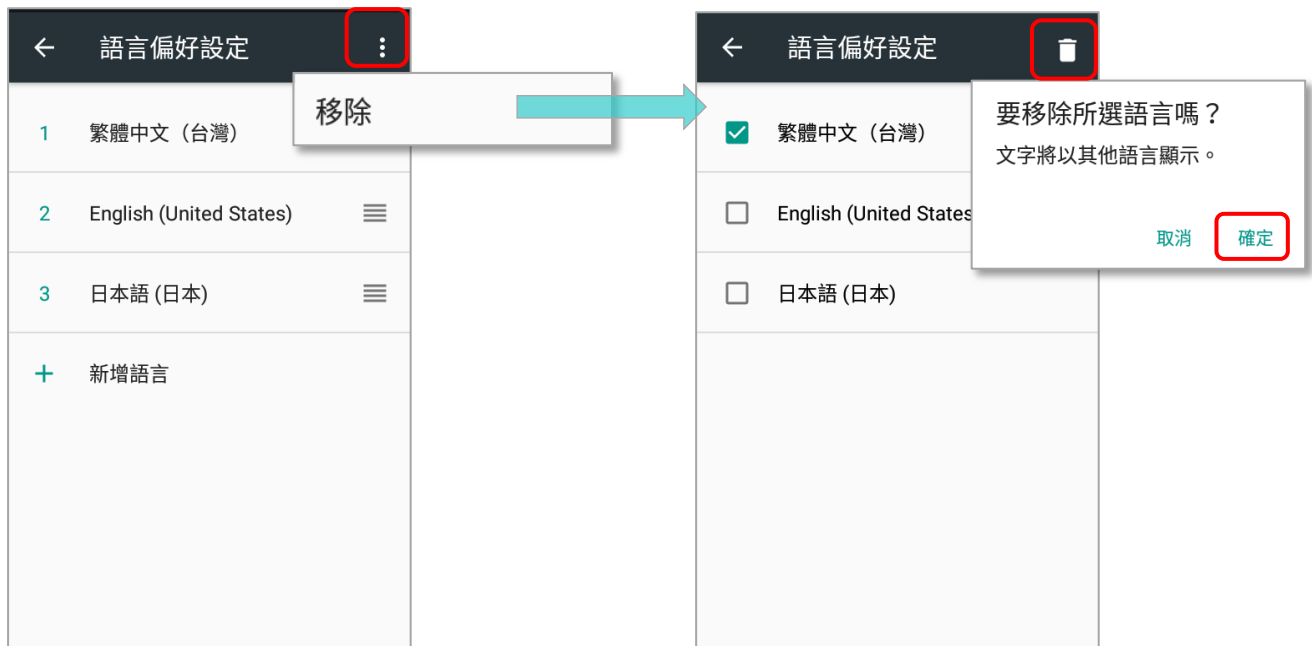 語言偏好設定
移除
1 繁體中文（台灣）
2 English (United States)
3 日本語 (日本)
+ 新增語言
語言偏好設定
繁體中文（台灣）
English (United States
日本語 (日本)
要移除所選語言嗎？
文字將以其他語言顯示。
取消 確定